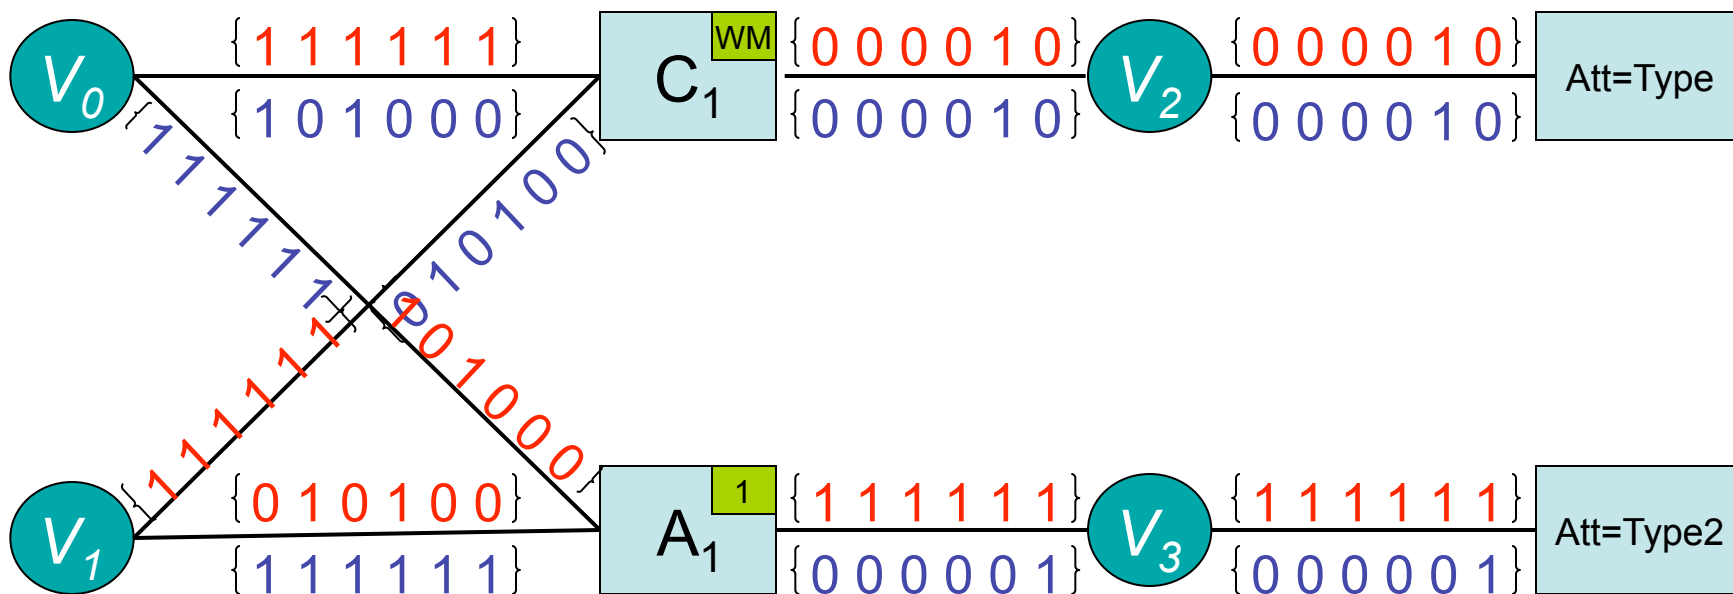 {1 1 1 1 1 1}
WM
{0 0 0 0 1 0}
{0 0 0 0 1 0}
V0
C1
V2
Att=Type
{1 0 1 0 0 0}
{0 0 0 0 1 0}
{0 0 0 0 1 0}
{1 1 1 1 1 1}
{0 1 0 1 0 0}
{1 1 1 1 1 1}
{1 0 1 0 0 0}
{0 1 0 1 0 0}
1
{1 1 1 1 1 1}
{1 1 1 1 1 1}
V1
A1
V3
Att=Type2
{1 1 1 1 1 1}
{0 0 0 0 0 1}
{0 0 0 0 0 1}